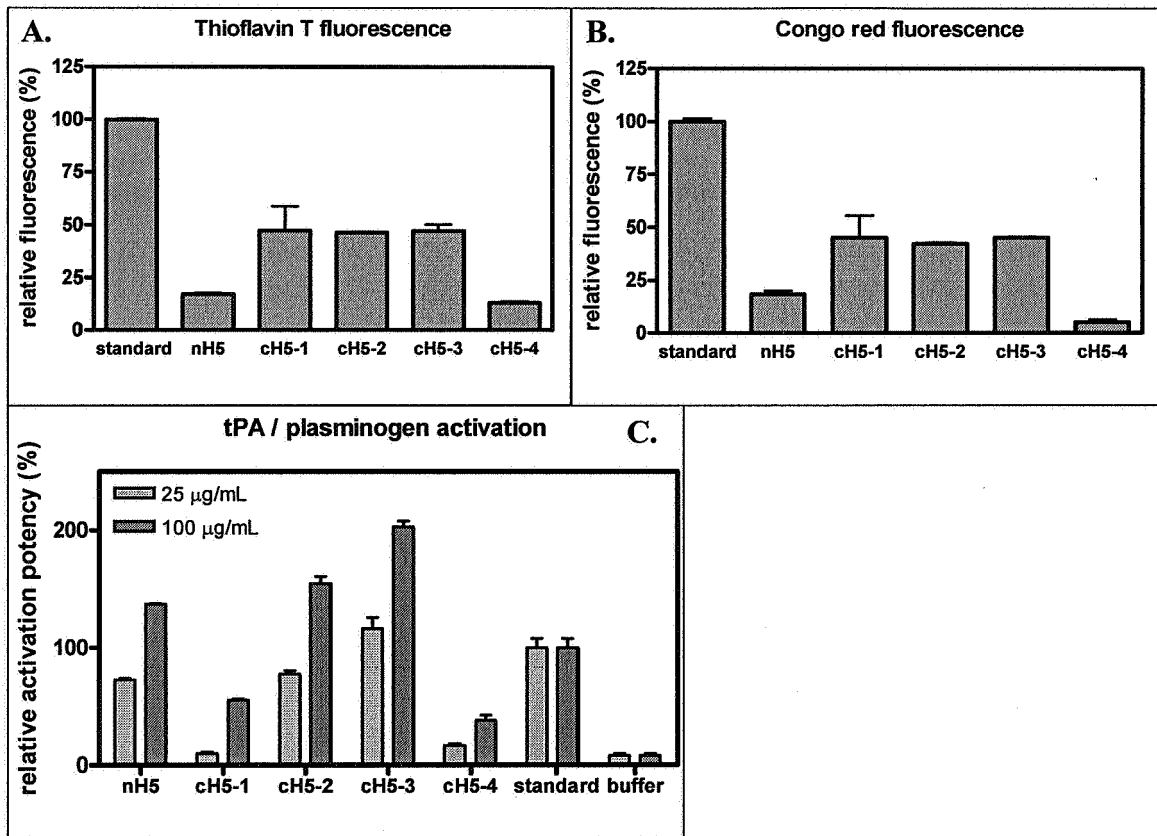 A.
Thioflavin T fluorescence
relative fluorescence (%)
125
100
75
50
25
0
standard nH5 cH5-1 cH5-2 cH5-3 cH5-4
B.
Congo red fluorescence
relative fluorescence (%)
125
100
75
50
25
0
standard nH5 cH5-1 cH5-2 cH5-3 cH5-4
tPA / plasminogen activation
C.
relative activation potency (%)
25 μg/mL
100 μg/mL
200
100
0
nH5 cH5-1 cH5-2 cH5-3 cH5-4 standard buffer